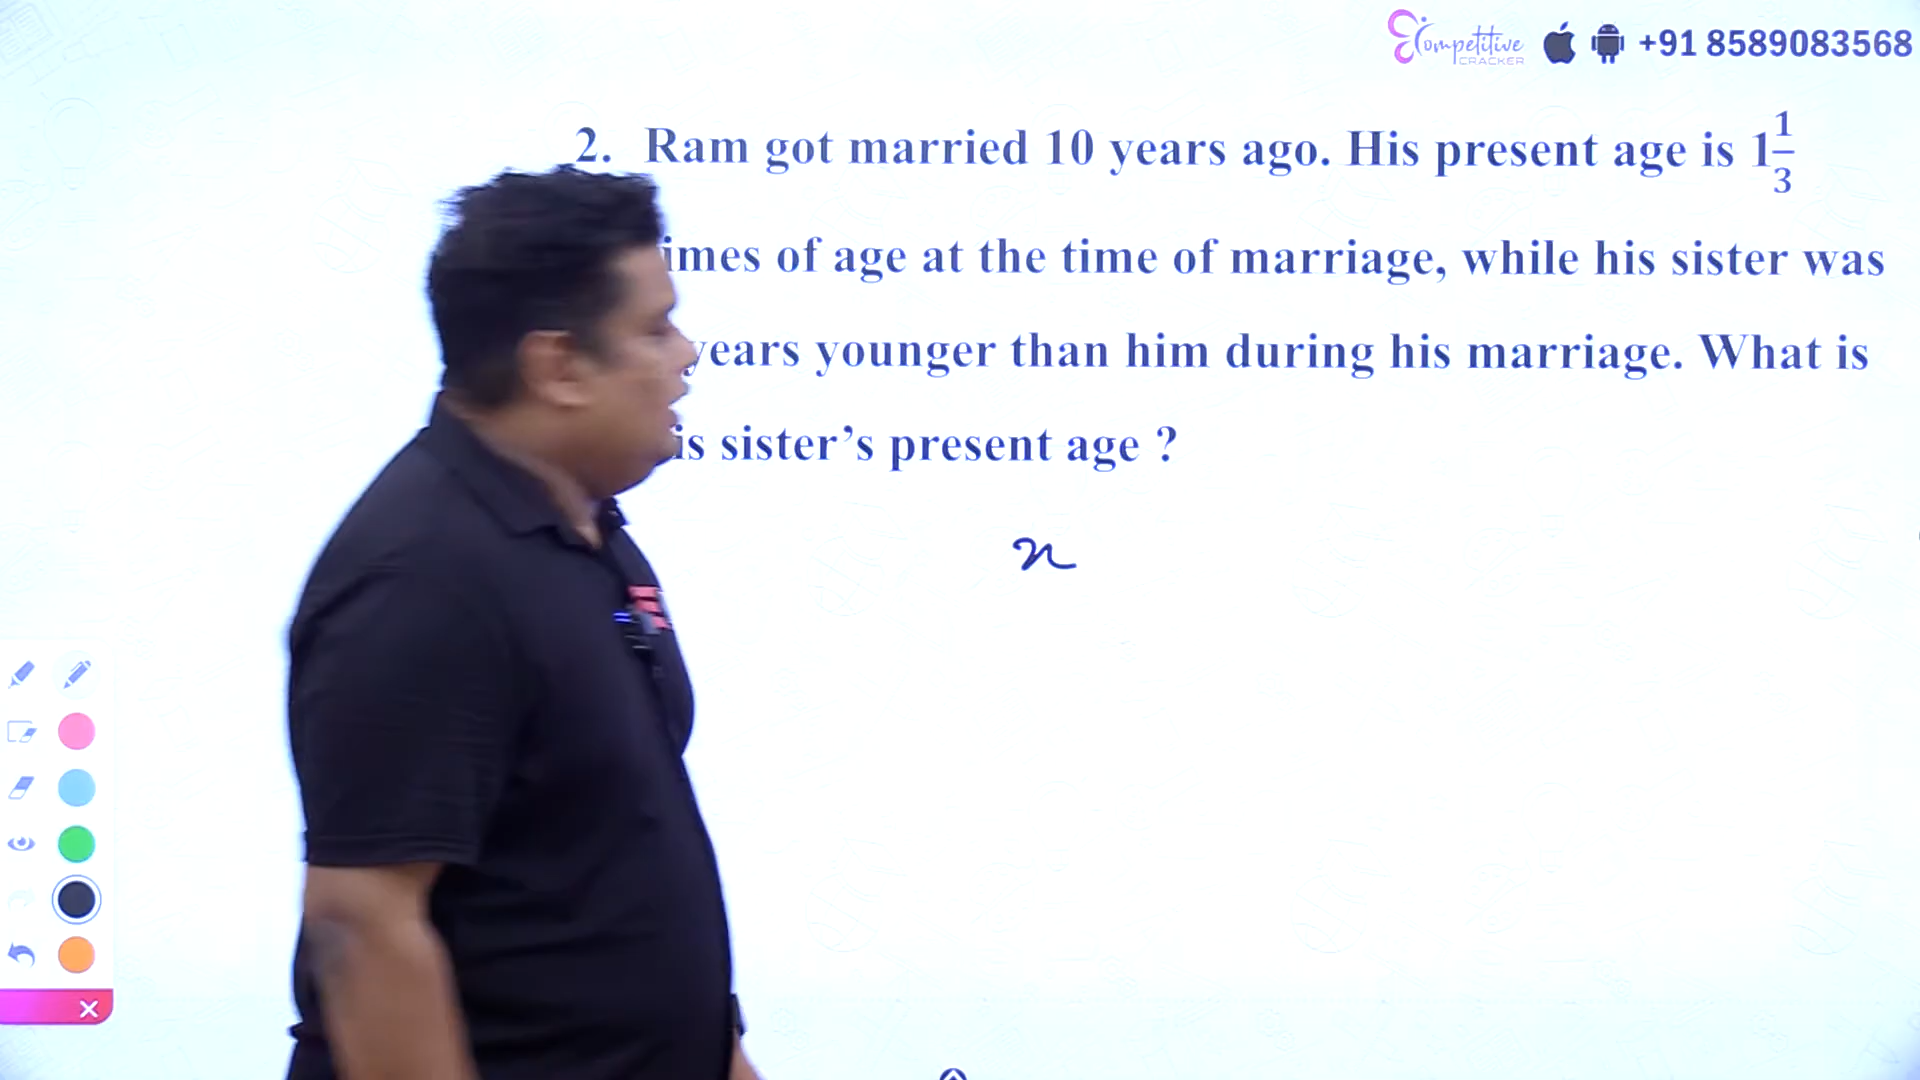 Competitive CRACKER +91 8589083568
2. Ram got married 10 years ago. His present age is 1 1/3
imes of age at the time of marriage, while his sister was
years younger than him during his marriage. What is
is sister's present age ?
x